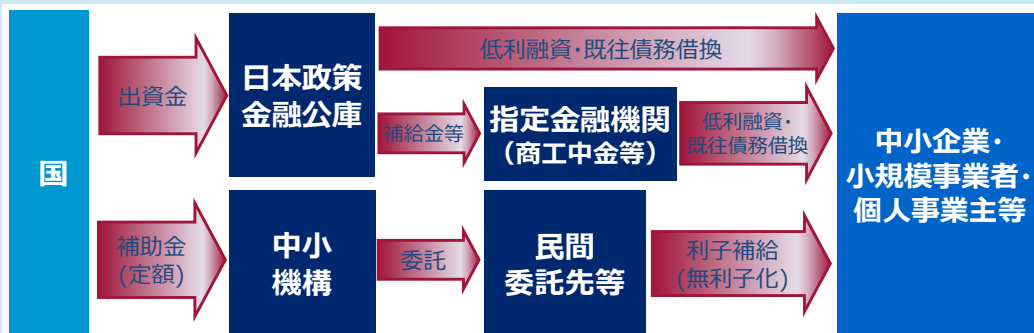 国
出資金
日本政策
金融公庫
低利融資・既往債務借換
補給金等
指定金融機関
（商工中金等）
低利融資・
既往債務借換
中小企業・
小規模事業者・
個人事業主等
補助金
(定額)
中小
機構
委託
民間
委託先等
利子補給
(無利子化)